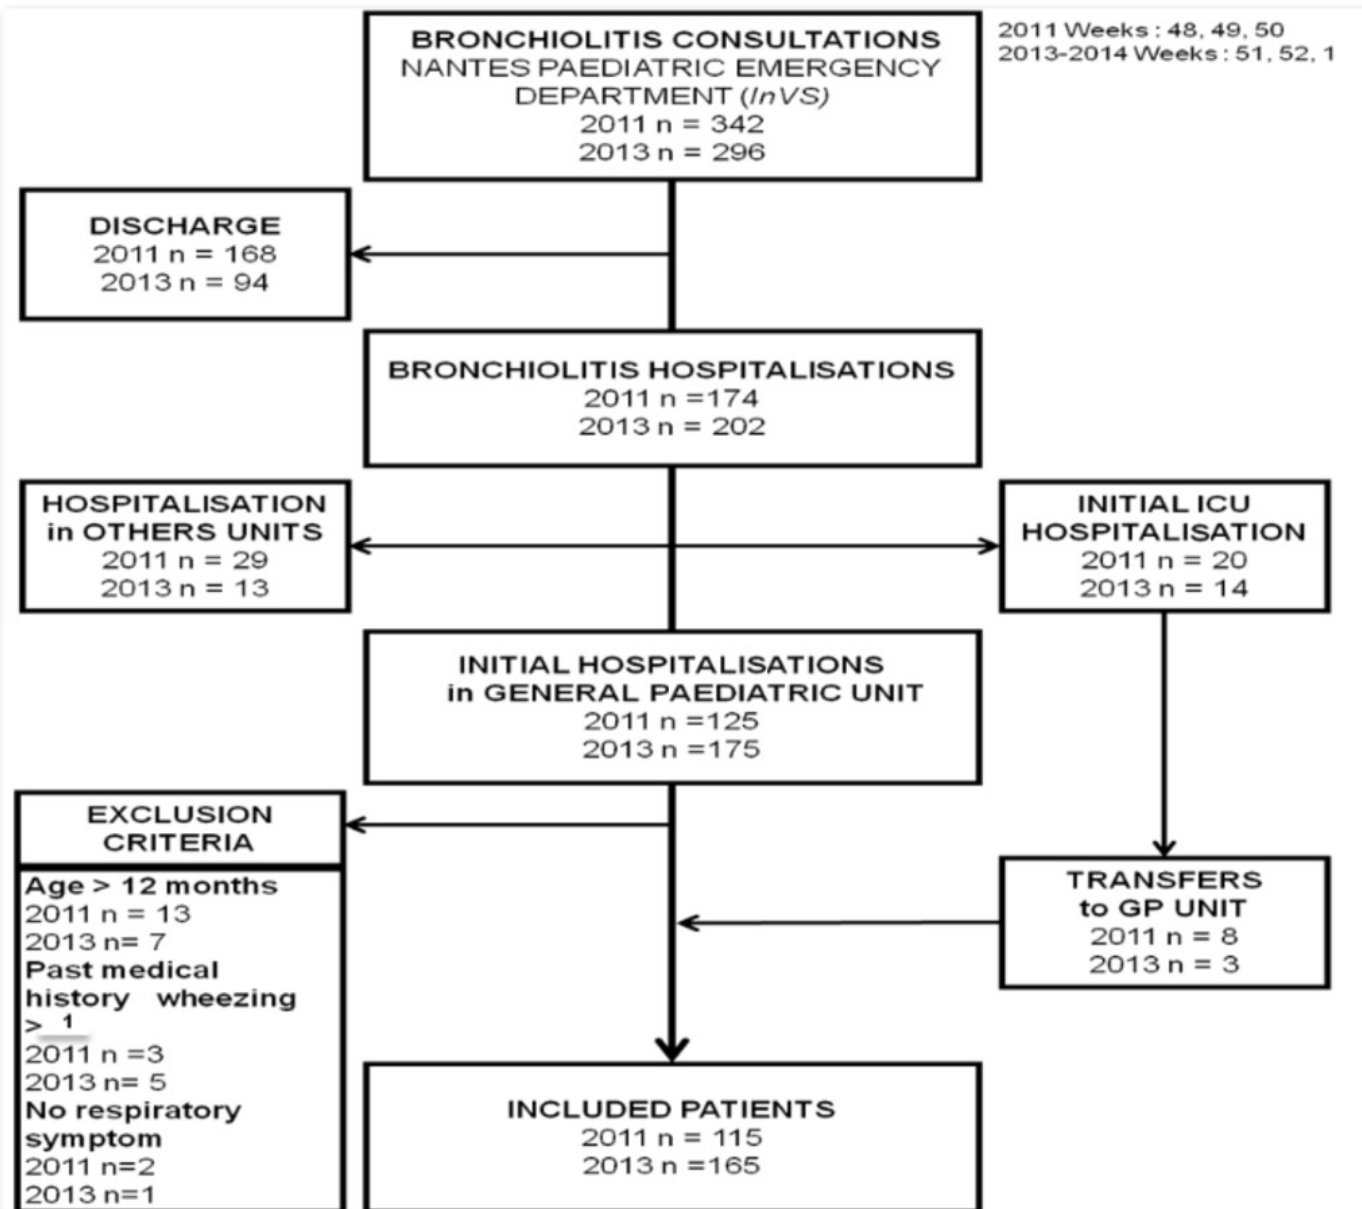 BRONCHIOLITIS CONSULTATIONS
NANTES PAEDIATRIC EMERGENCY
DEPARTMENT (InVS)
2011 n = 342
2013 n = 296
2011 Weeks : 48, 49, 50
2013-2014 Weeks : 51, 52, 1
DISCHARGE
2011 n = 168
2013 n = 94
BRONCHIOLITIS HOSPITALISATIONS
2011 n =174
2013 n = 202
HOSPITALISATION
in OTHERS UNITS
2011 n = 29
2013 n = 13
INITIAL ICU
HOSPITALISATION
2011 n = 20
2013 n = 14
INITIAL HOSPITALISATIONS
in GENERAL PAEDIATRIC UNIT
2011 n =125
2013 n =175
EXCLUSION
CRITERIA
Age > 12 months
2011 n = 13
2013 n= 7
Past medical
history wheezing
> 1
2011 n =3
2013 n= 5
No respiratory
symptom
2011 n=2
2013 n=1
TRANSFERS
to GP UNIT
2011 n = 8
2013 n = 3
INCLUDED PATIENTS
2011 n = 115
2013 n =165